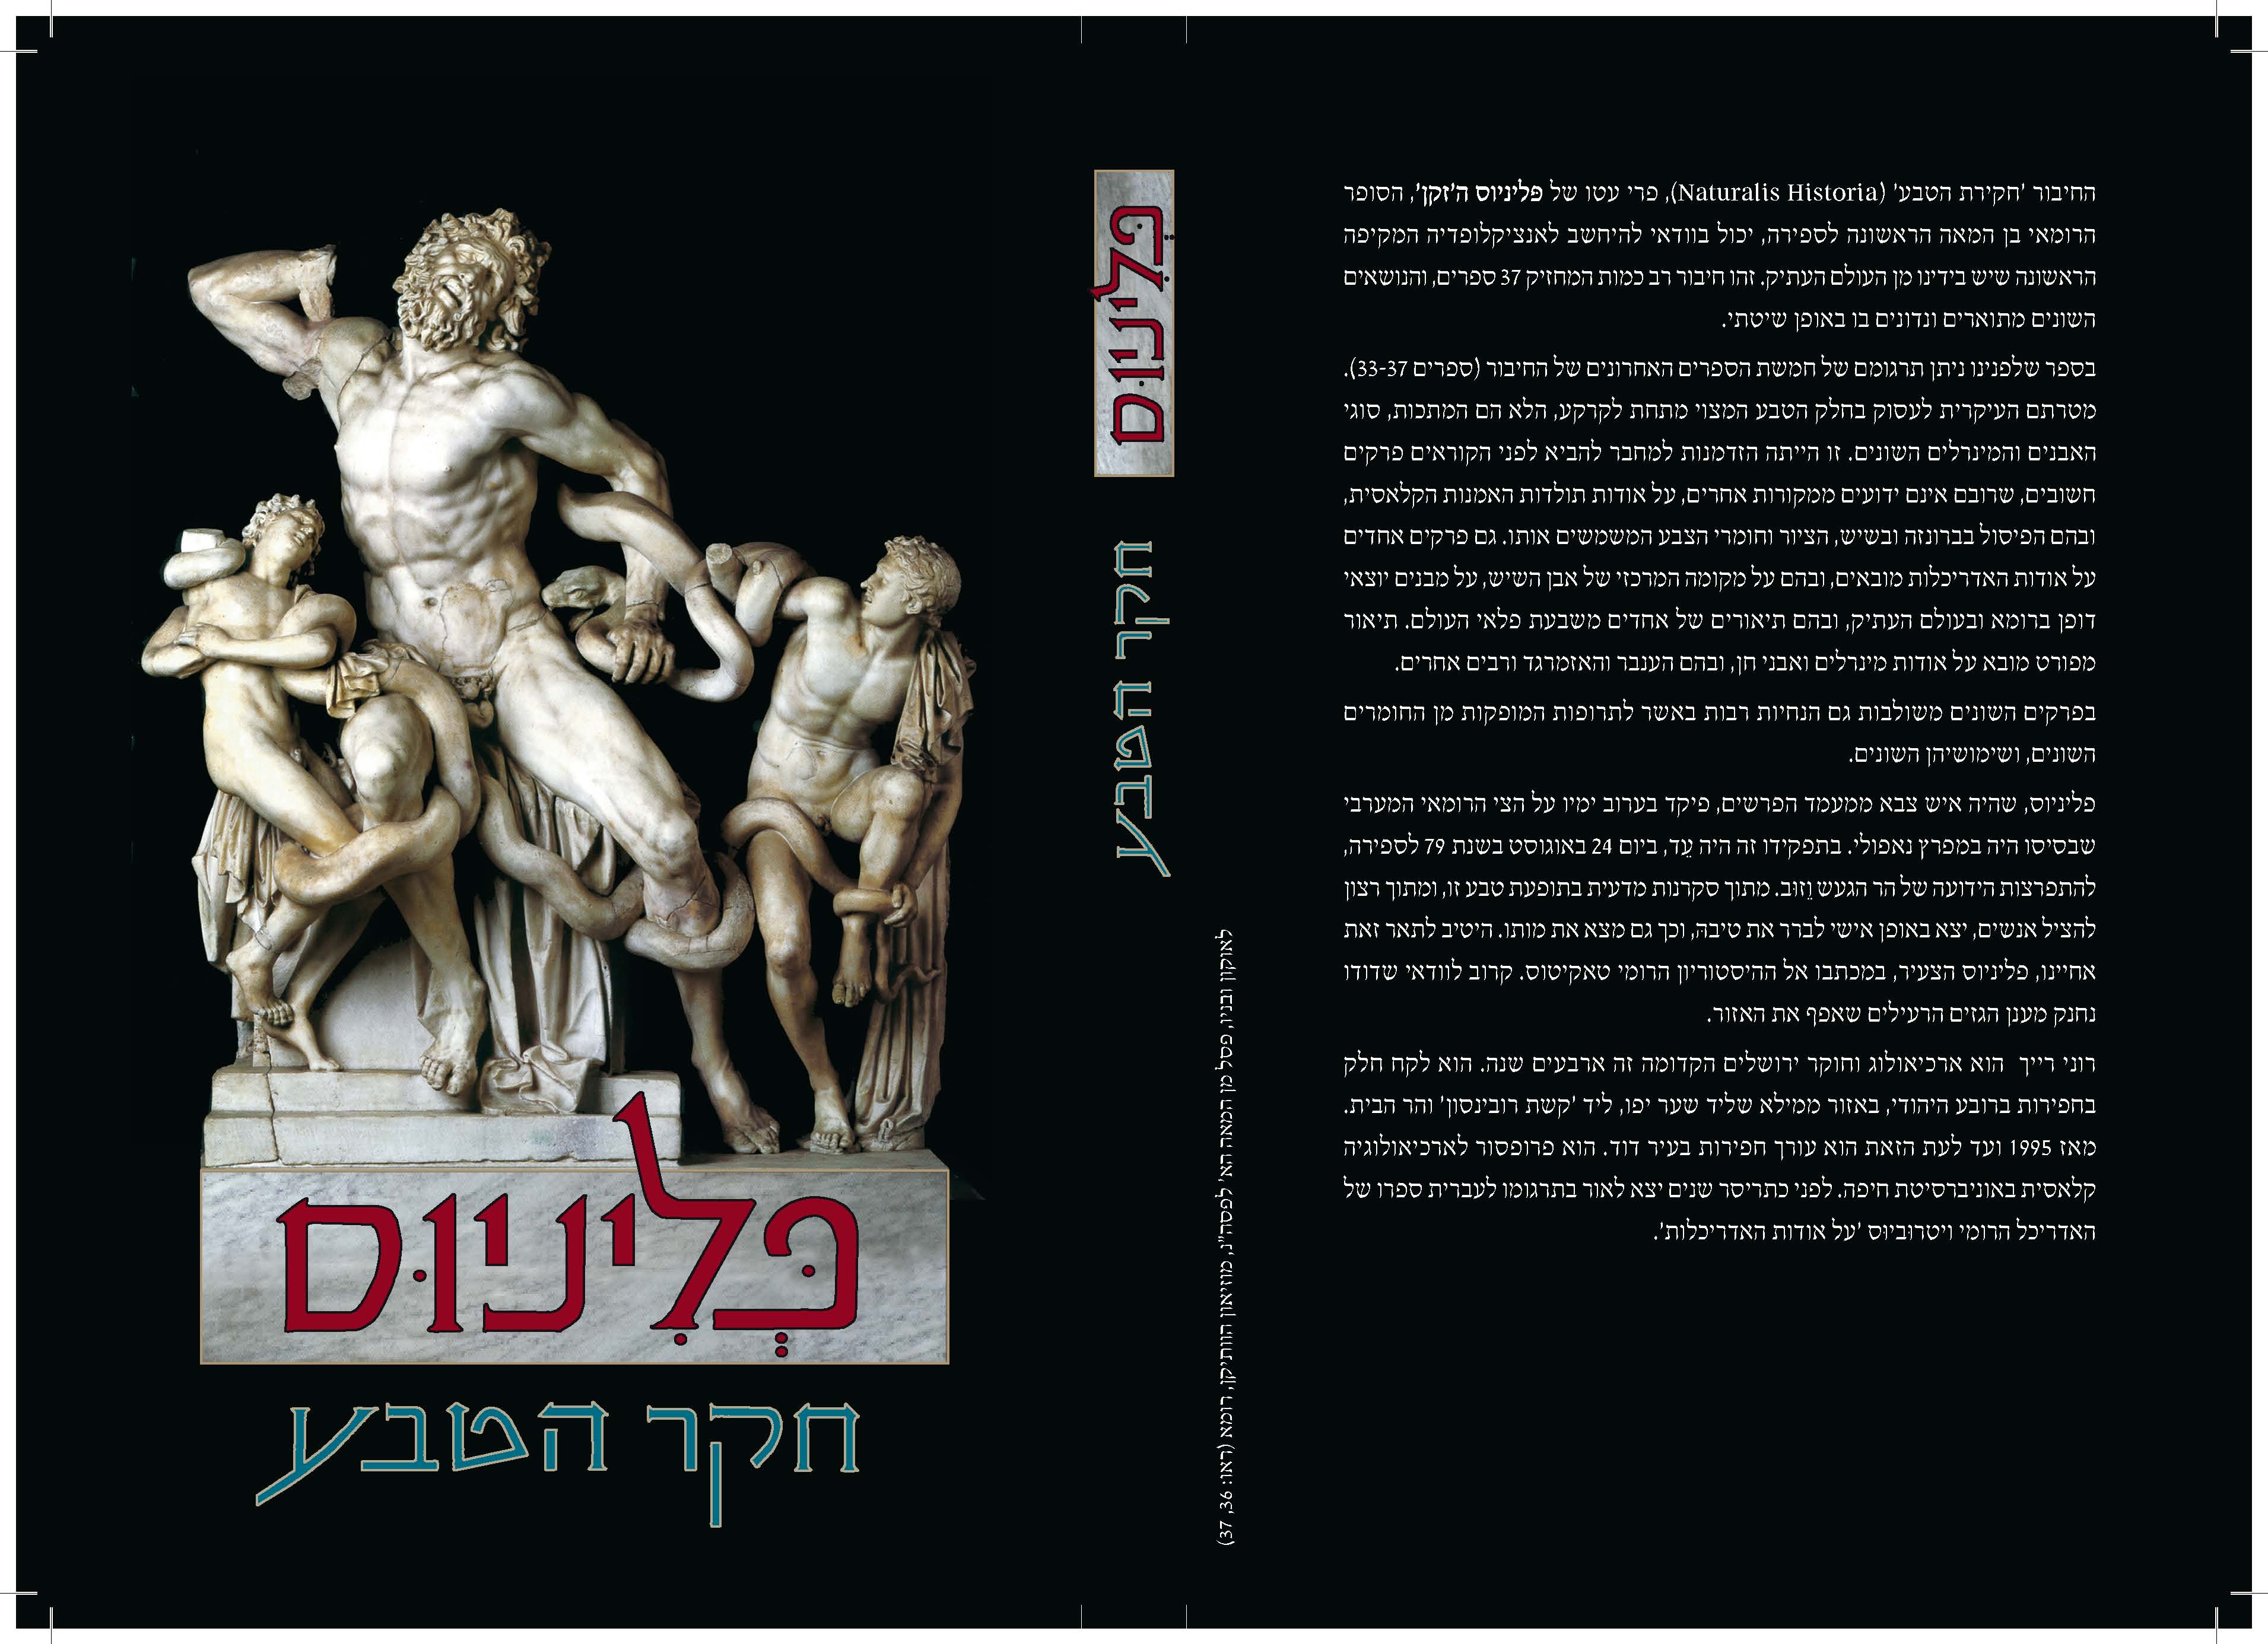 פְּלִינִיוּס
חקר הטבע
פְּלִינִיוּס
חקר הטבע
לאוקון ובניו, פסל מן המאה הא' לפסה"נ, מוזיאון הוותיקן, רומא (ראו: 36, 37)
החיבור 'חקירת הטבע' (Naturalis Historia), פרי עטו של פליניוס ה'זקן', הסופר
הרומאי בן המאה הראשונה לספירה, יכול בוודאי להיחשב לאנציקלופדיה המקיפה
הראשונה שיש בידינו מן העולם העתיק. זהו חיבור רב כמות המחזיק 37 ספרים, והנושאים
השונים מתוארים ונדונים בו באופן שיטתי.
בספר שלפנינו ניתן תרגומם של חמשת הספרים האחרונים של החיבור (ספרים 33-37).
מטרתם העיקרית לעסוק בחלק הטבע המצוי מתחת לקרקע, הלא הם המתכות, סוגי
האבנים והמינרלים השונים. זו הייתה הזדמנות למחבר להביא לפני הקוראים פרקים
חשובים, שרובם אינם ידועים ממקורות אחרים, על אודות תולדות האמנות הקלאסית,
ובהם הפיסול בברונזה ובשיש, הציור וחומרי הצבע המשמשים אותו. גם פרקים אחדים
על אודות האדריכלות מובאים, ובהם על מקומה המרכזי של אבן השיש, על מבנים יוצאי
דופן ברומא ובעולם העתיק, ובהם תיאורים של אחדים משבעת פלאי העולם. תיאור
מפורט מובא על אודות מינרלים ואבני חן, ובהם הענבר והאזמרגד ורבים אחרים.
בפרקים השונים משולבות גם הנחיות רבות באשר לתרופות המופקות מן החומרים
השונים, ושימושיהן השונים.
פליניוס, שהיה איש צבא ממעמד הפרשים, פיקד בערוב ימיו על הצי הרומאי המערבי
שבסיסו היה במפרץ נאפולי. בתפקידו זה היה עֵד, ביום 24 באוגוסט בשנת 79 לספירה,
להתפרצות הידועה של הר הגעש וֵזוּב. מתוך סקרנות מדעית בתופעת טבע זו, ומתוך רצון
להציל אנשים, יצא באופן אישי לברר את טיבהּ, וכך גם מצא את מותו. היטיב לתאר זאת
אחיינו, פליניוס הצעיר, במכתבו אל ההיסטוריון הרומי טאקיטוס. קרוב לוודאי שדודו
נחנק מענן הגזים הרעילים שאפף את האזור.
רוני רייך הוא ארכיאולוג וחוקר ירושלים הקדומה זה ארבעים שנה. הוא לקח חלק
בחפירות ברובע היהודי, באזור ממילא שליד שער יפו, ליד 'קשת רובינסון' והר הבית.
מאז 1995 ועד לעת הזאת הוא עורך חפירות בעיר דוד. הוא פרופסור לארכיאולוגיה
קלאסית באוניברסיטת חיפה. לפני כתריסר שנים יצא לאור בתרגומו לעברית ספרו של
האדריכל הרומי ויטרוּביוּס 'על אודות האדריכלות'.